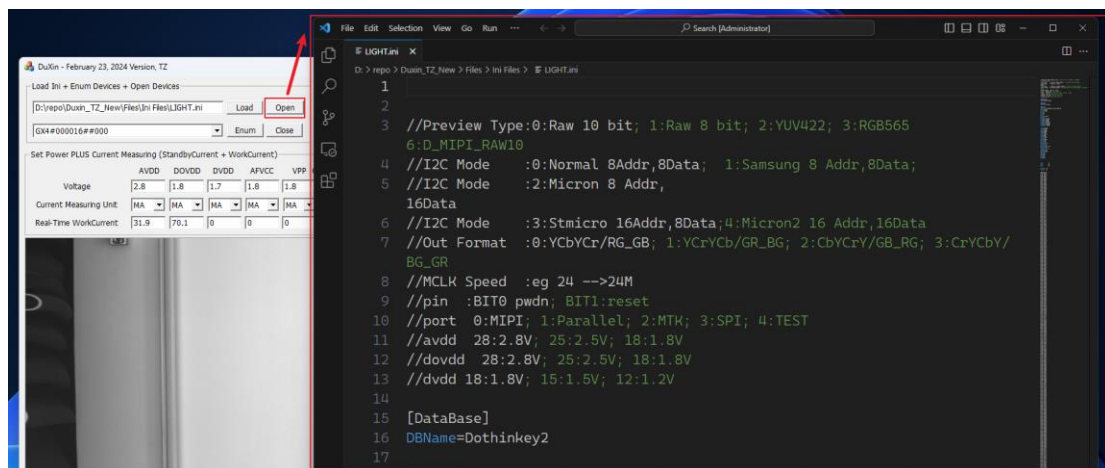 File Edit Selection View Go Run ··· Search [Administrator]
LIGHT.ini
D: > repo > Duxin_TZ_New > Files > Ini Files > LIGHT.ini
1
2
3 //Preview Type:0:Raw 10 bit; 1:Raw 8 bit; 2:YUV422; 3:RGB565
6:D_MIPI_RAW10
4 //I2C Mode :0:Normal 8Addr,8Data; 1:Samsung 8 Addr,8Data;
5 //I2C Mode :2:Micron 8 Addr,
16Data
6 //I2C Mode :3:Stmicro 16Addr,8Data;4:Micron2 16 Addr,16Data
7 //Out Format :0:YCbYCr/RG_GB; 1:YCrYCb/GR_BG; 2:CbYCrY/GB_RG; 3:CrYCbY/
BG_GR
8 //MCLK Speed :eg 24 -->24M
9 //pin :BIT0 pwdn; BIT1:reset
10 //port 0:MIPI; 1:Parallel; 2:MTK; 3:SPI; 4:TEST
11 //avdd 28:2.8V; 25:2.5V; 18:1.8V
12 //dovdd 28:2.8V; 25:2.5V; 18:1.8V
13 //dvdd 18:1.8V; 15:1.5V; 12:1.2V
14
15 [DataBase]
16 DBName=Dothinkey2
17
DuXin - February 23, 2024 Version, TZ
Load Ini + Enum Devices + Open Devices
D:\repo\Duxin_TZ_New\Files\Ini Files\LIGHT.ini Load Open
GX4#000016##000 Enum Close
Set Power PLUS Current Measuring (StandbyCurrent + WorkCurrent)
AVDD DOVDD DVDD AFVCC VPP
Voltage 2.8 1.8 1.7 1.8 1.8
Current Measuring Unit MA MA MA MA MA
Real-Time WorkCurrent 31.9 70.1 0 0 0